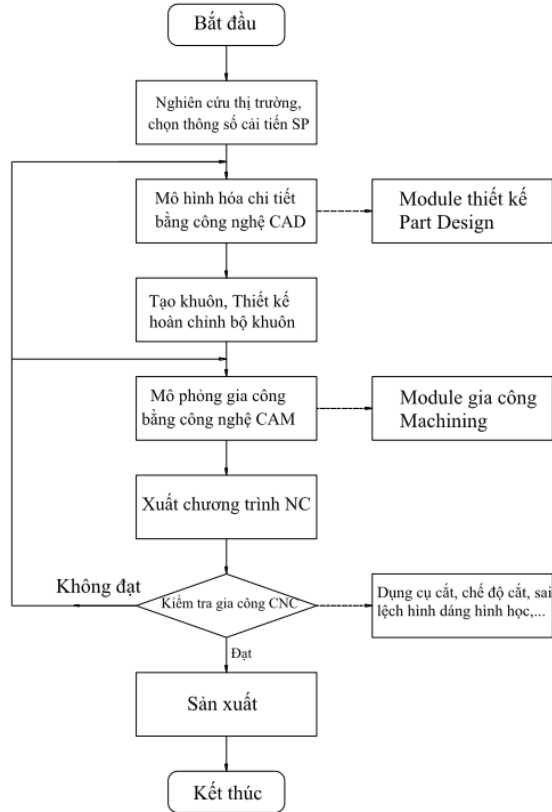 Bắt đầu
Nghiên cứu thị trường,
chọn thông số cải tiến SP
Mô hình hóa chi tiết
bằng công nghệ CAD
Module thiết kế
Part Design
Tạo khuôn, Thiết kế
hoàn chỉnh bộ khuôn
Mô phỏng gia công
bằng công nghệ CAM
Module gia công
Machining
Xuất chương trình NC
Không đạt
Kiểm tra gia công CNC
Dụng cụ cắt, chế độ cắt, sai
lệch hình dáng hình học,...
Đạt
Sản xuất
Kết thúc